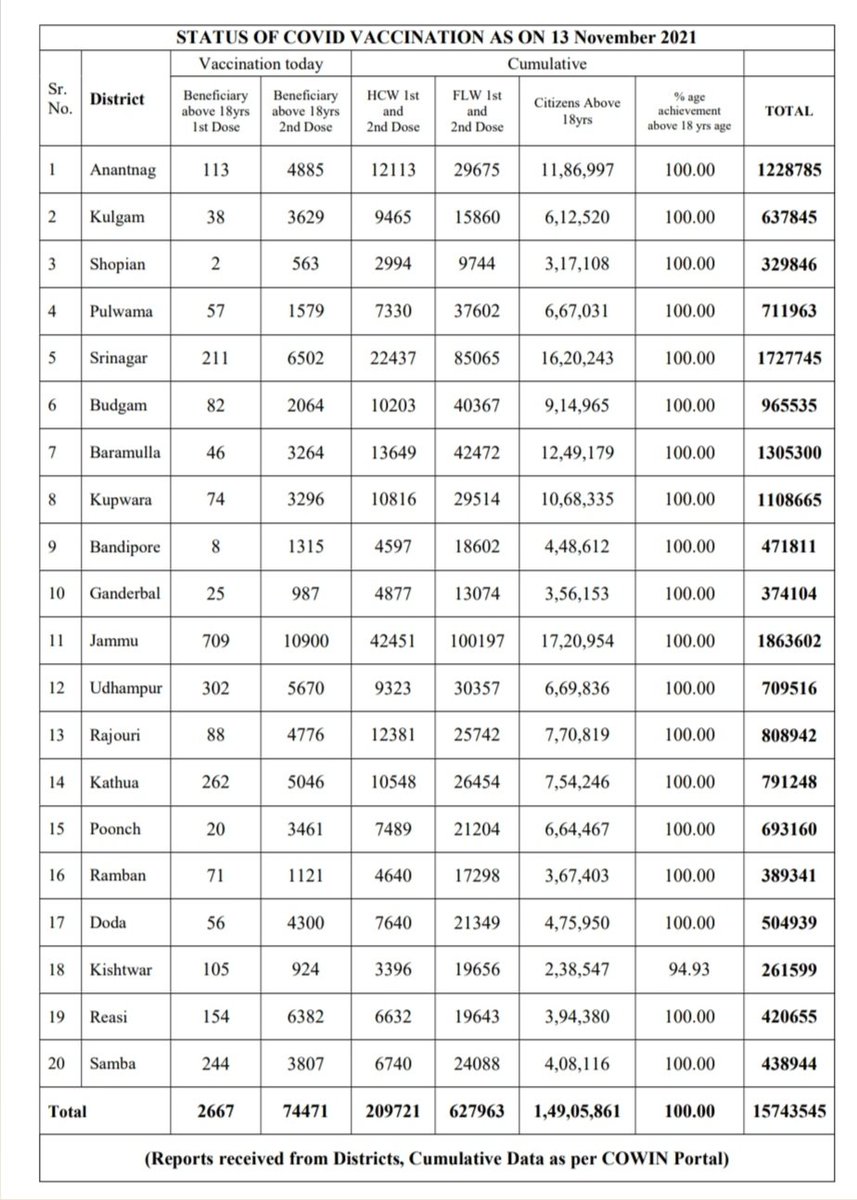 STATUS OF COVID VACCINATION AS ON 13 November 2021
Sr. No. District Vaccination today Cumulative
Beneficiary above 18yrs 1st Dose Beneficiary above 18yrs 2nd Dose HCW 1st and 2nd Dose FLW 1st and 2nd Dose Citizens Above 18yrs % age achievement above 18 yrs age TOTAL
1 Anantnag 113 4885 12113 29675 11,86,997 100.00 1228785
2 Kulgam 38 3629 9465 15860 6,12,520 100.00 637845
3 Shopian 2 563 2994 9744 3,17,108 100.00 329846
4 Pulwama 57 1579 7330 37602 6,67,031 100.00 711963
5 Srinagar 211 6502 22437 85065 16,20,243 100.00 1727745
6 Budgam 82 2064 10203 40367 9,14,965 100.00 965535
7 Baramulla 46 3264 13649 42472 12,49,179 100.00 1305300
8 Kupwara 74 3296 10816 29514 10,68,335 100.00 1108665
9 Bandipore 8 1315 4597 18602 4,48,612 100.00 471811
10 Ganderbal 25 987 4877 13074 3,56,153 100.00 374104
11 Jammu 709 10900 42451 100197 17,20,954 100.00 1863602
12 Udhampur 302 5670 9323 30357 6,69,836 100.00 709516
13 Rajouri 88 4776 12381 25742 7,70,819 100.00 808942
14 Kathua 262 5046 10548 26454 7,54,246 100.00 791248
15 Poonch 20 3461 7489 21204 6,64,467 100.00 693160
16 Ramban 71 1121 4640 17298 3,67,403 100.00 389341
17 Doda 56 4300 7640 21349 4,75,950 100.00 504939
18 Kishtwar 105 924 3396 19656 2,38,547 94.93 261599
19 Reasi 154 6382 6632 19643 3,94,380 100.00 420655
20 Samba 244 3807 6740 24088 4,08,116 100.00 438944
Total 2667 74471 209721 627963 1,49,05,861 100.00 15743545
(Reports received from Districts, Cumulative Data as per COWIN Portal)